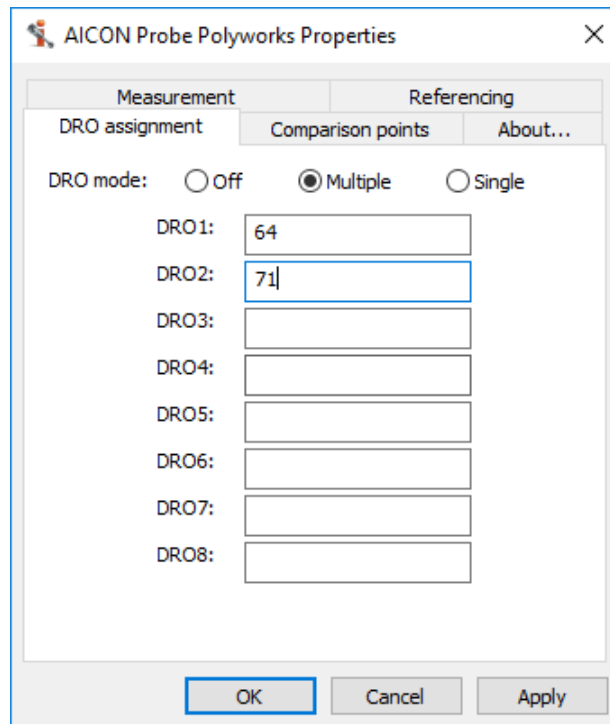 AICON Probe Polyworks Properties
Measurement Referencing
DRO assignment Comparison points About...
DRO mode: Off Multiple Single
DRO1: 64
DRO2: 71
DRO3:
DRO4:
DRO5:
DRO6:
DRO7:
DRO8:
OK Cancel Apply